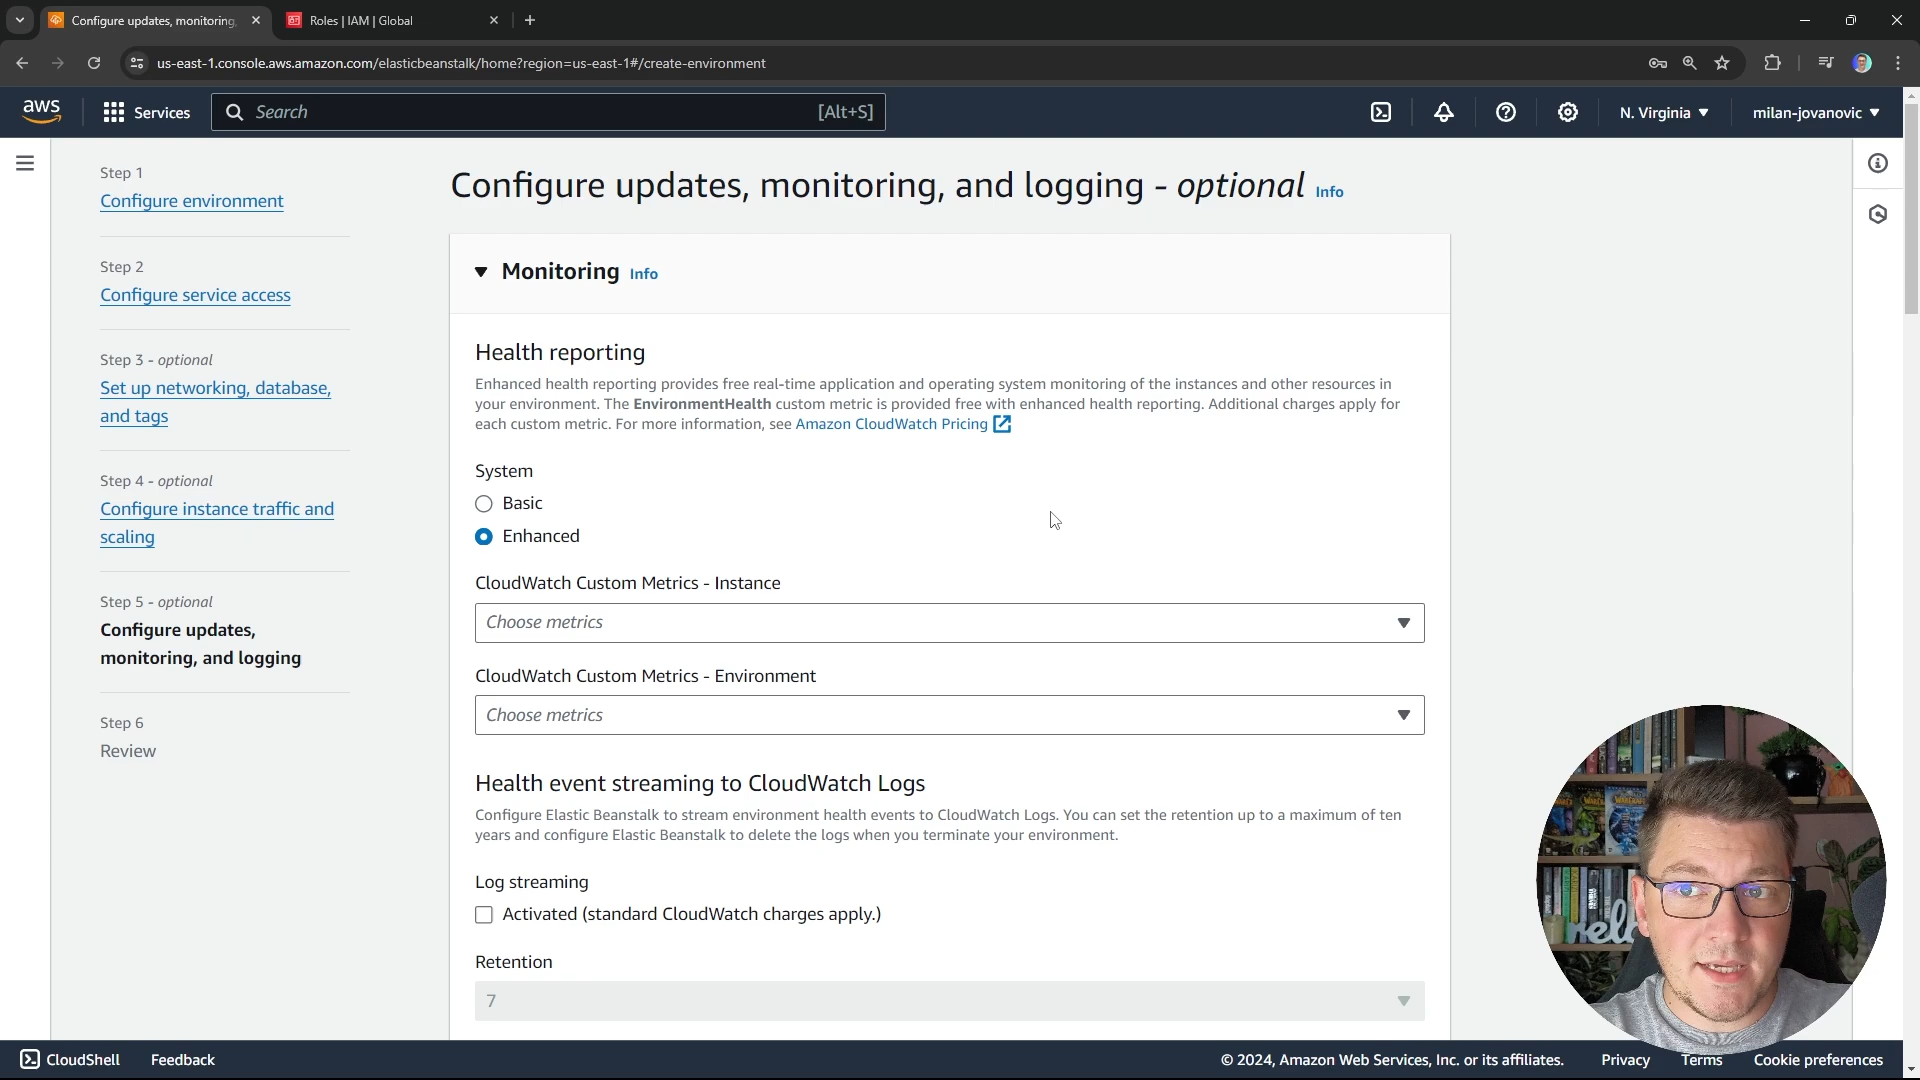 Configure updates, monitoring,
Roles | IAM | Global
us-east-1.console.aws.amazon.com/elasticbeanstalk/home?region=us-east-1#/create-environment
aws
Services
Search
[Alt+S]
N. Virginia
milan-jovanovic
Step 1
Configure environment
Step 2
Configure service access
Step 3 - optional
Set up networking, database,
and tags
Step 4 - optional
Configure instance traffic and
scaling
Step 5 - optional
Configure updates,
monitoring, and logging
Step 6
Review
Configure updates, monitoring, and logging - optional Info
Monitoring Info
Health reporting
Enhanced health reporting provides free real-time application and operating system monitoring of the instances and other resources in
your environment. The EnvironmentHealth custom metric is provided free with enhanced health reporting. Additional charges apply for
each custom metric. For more information, see Amazon CloudWatch Pricing
System
Basic
Enhanced
CloudWatch Custom Metrics - Instance
Choose metrics
CloudWatch Custom Metrics - Environment
Choose metrics
Health event streaming to CloudWatch Logs
Configure Elastic Beanstalk to stream environment health events to CloudWatch Logs. You can set the retention up to a maximum of ten
years and configure Elastic Beanstalk to delete the logs when you terminate your environment.
Log streaming
Activated (standard CloudWatch charges apply.)
Retention
7
CloudShell
Feedback
© 2024, Amazon Web Services, Inc. or its affiliates.
Privacy
Terms
Cookie preferences